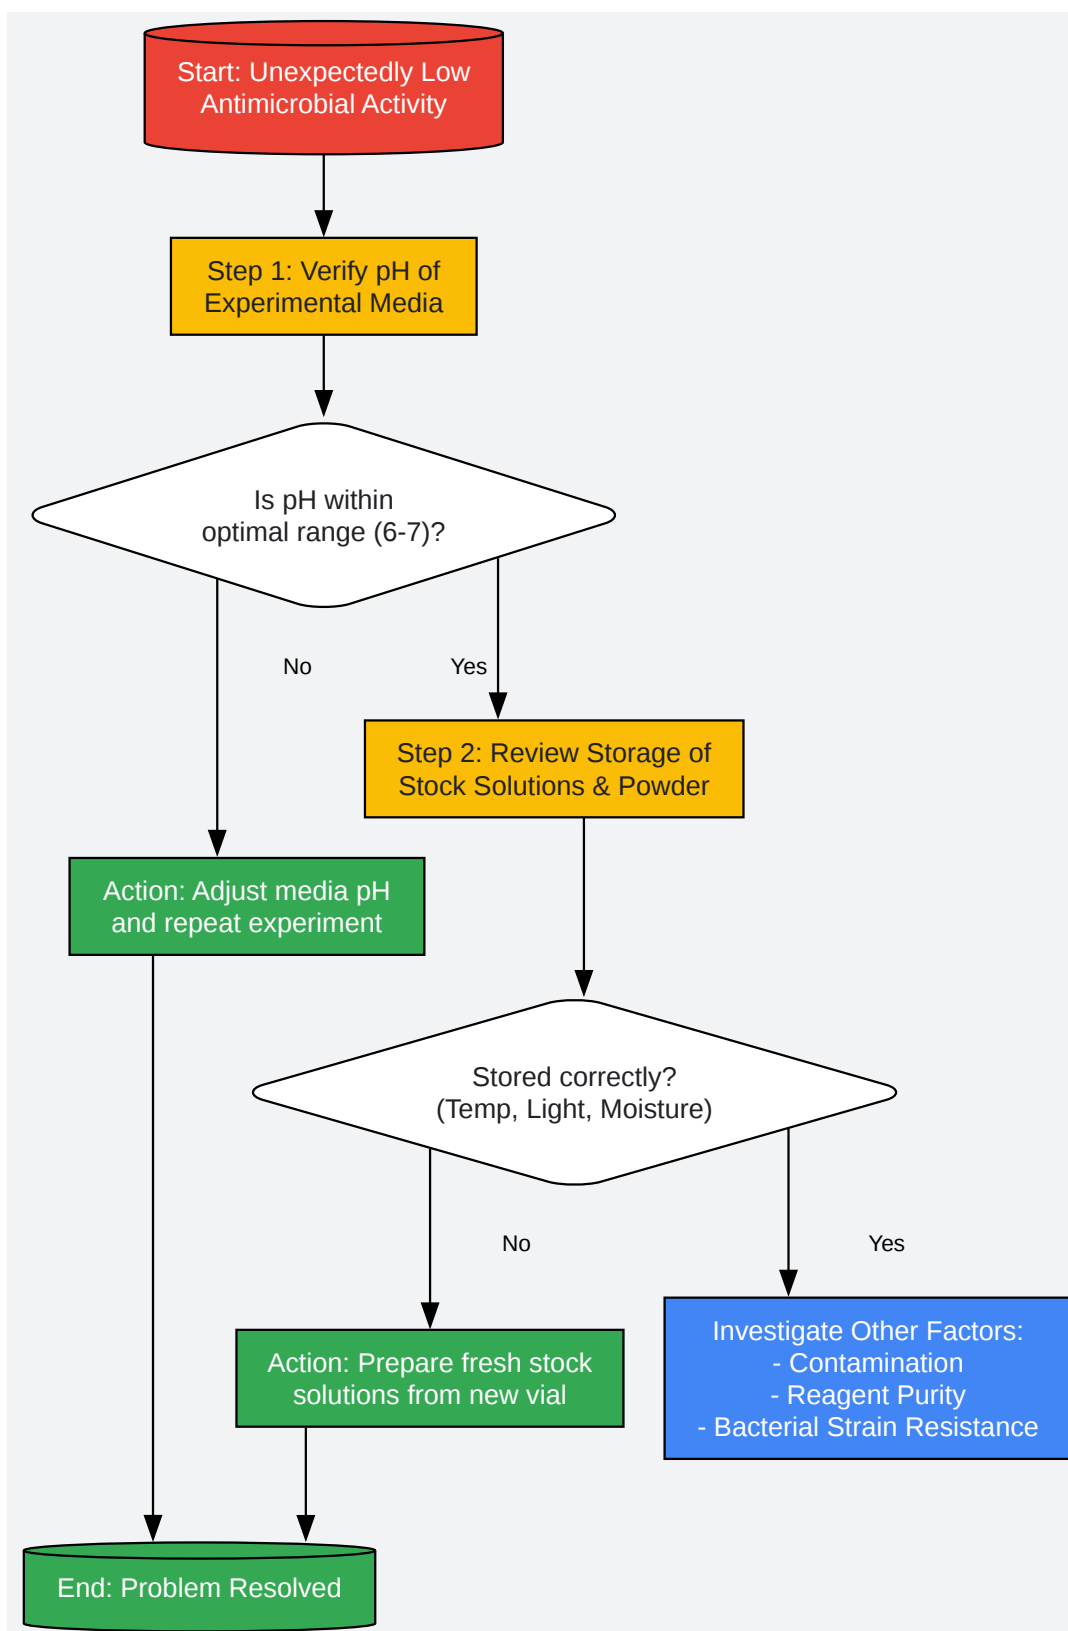 Start: Unexpectedly Low
Antimicrobial Activity
Step 1: Verify pH of
Experimental Media
Is pH within
optimal range (6-7)?
No
Yes
Step 2: Review Storage of
Stock Solutions & Powder
Action: Adjust media pH
and repeat experiment
Stored correctly?
(Temp, Light, Moisture)
No
Yes
Action: Prepare fresh stock
solutions from new vial
Investigate Other Factors:
- Contamination
- Reagent Purity
- Bacterial Strain Resistance
End: Problem Resolved